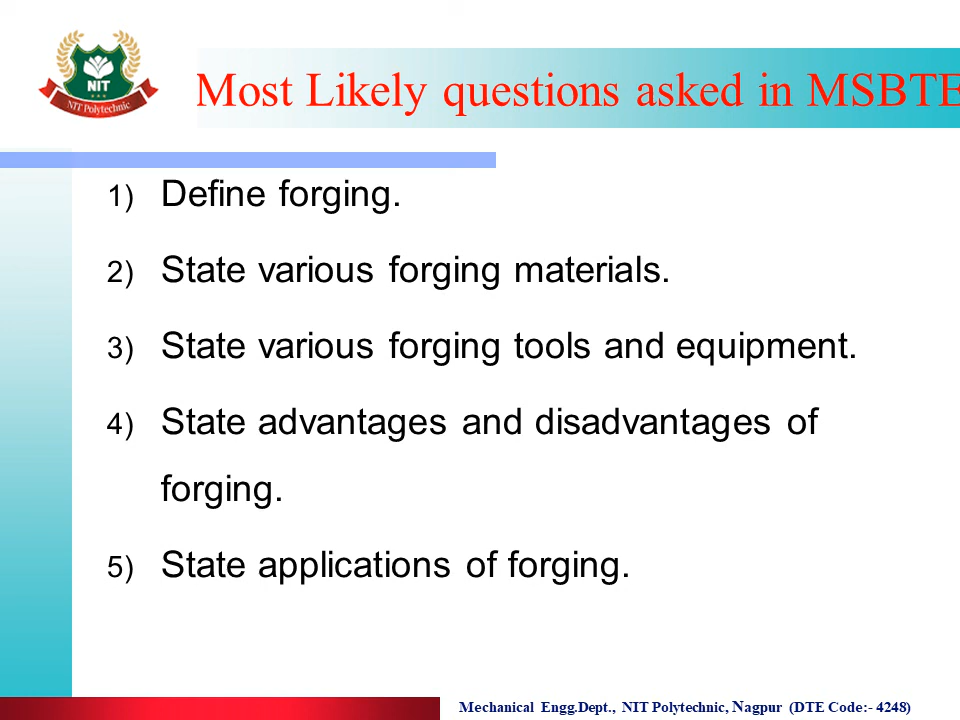 NIT
NIT Polytechnic
Most Likely questions asked in MSBTE
1) Define forging.
2) State various forging materials.
3) State various forging tools and equipment.
4) State advantages and disadvantages of
forging.
5) State applications of forging.
Mechanical Engg.Dept., NIT Polytechnic, Nagpur (DTE Code:- 4248)